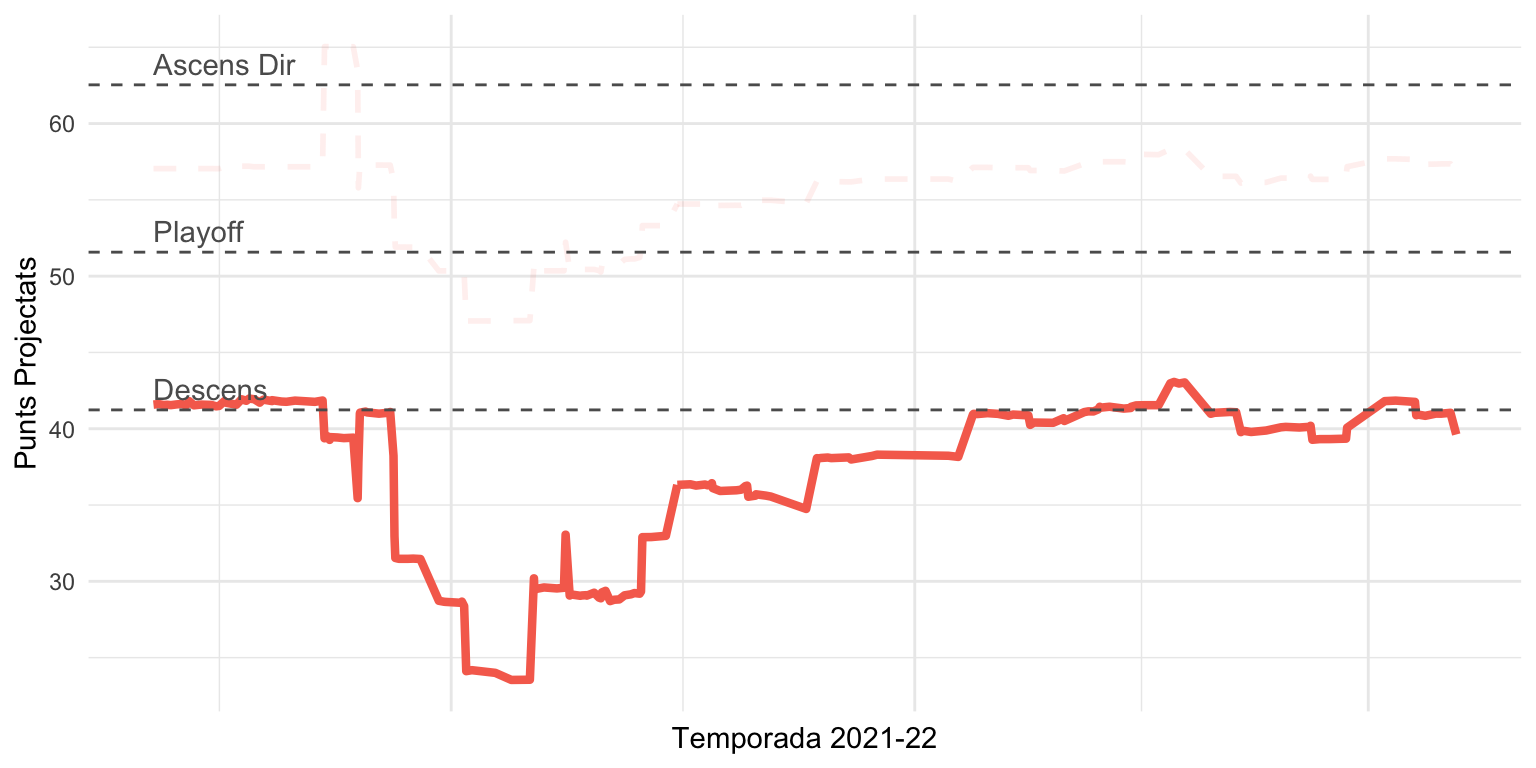 Ascens Dir
60
Playoff
50
Descens
40
30
Punts Projectats
Temporada 2021-22